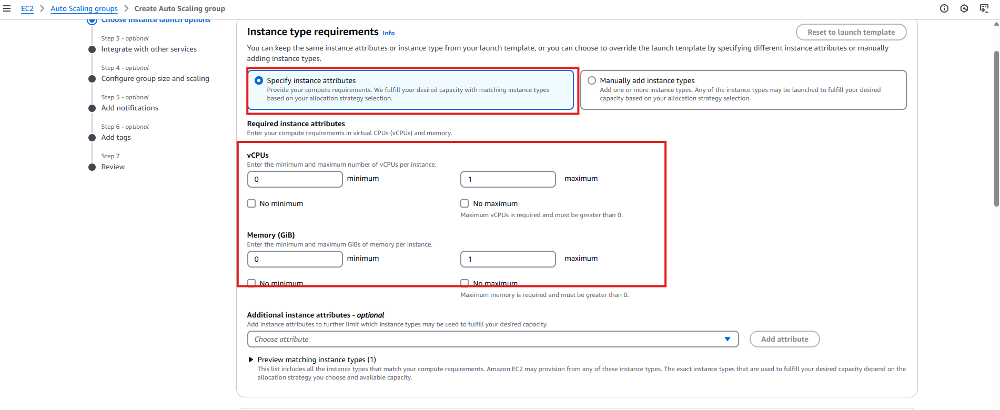 EC2 > Auto Scaling groups > Create Auto Scaling group
Choose instance launch options
Step 3 - optional
Integrate with other services
Step 4 - optional
Configure group size and scaling
Step 5 - optional
Add notifications
Step 6 - optional
Add tags
Step 7
Review
Instance type requirements Info
Reset to launch template
You can keep the same instance attributes or instance type from your launch template, or you can choose to override the launch template by specifying different instance attributes or manually
adding instance types.
Specify instance attributes
Provide your compute requirements. We fulfill your desired capacity with matching instance types
based on your allocation strategy selection.
Manually add instance types
Add one or more instance types. Any of the instance types may be launched to fulfill your desired
capacity based on your allocation strategy selection.
Required instance attributes
Enter your compute requirements in virtual CPUs (vCPUs) and memory.
vCPUs
Enter the minimum and maximum number of vCPUs per instance.
0 minimum 1 maximum
No minimum No maximum
Maximum vCPUs is required and must be greater than 0.
Memory (GiB)
Enter the minimum and maximum GiBs of memory per instance.
0 minimum 1 maximum
No minimum No maximum
Maximum memory is required and must be greater than 0.
Additional instance attributes - optional
Add instance attributes to further limit which instance types may be used to fulfill your desired capacity.
Choose attribute Add attribute
Preview matching instance types (1)
This list includes all the instance types that match your compute requirements. Amazon EC2 may provision from any of these instance types. The exact instance types that are used to fulfill your desired capacity depend on the
allocation strategy you choose and available capacity.